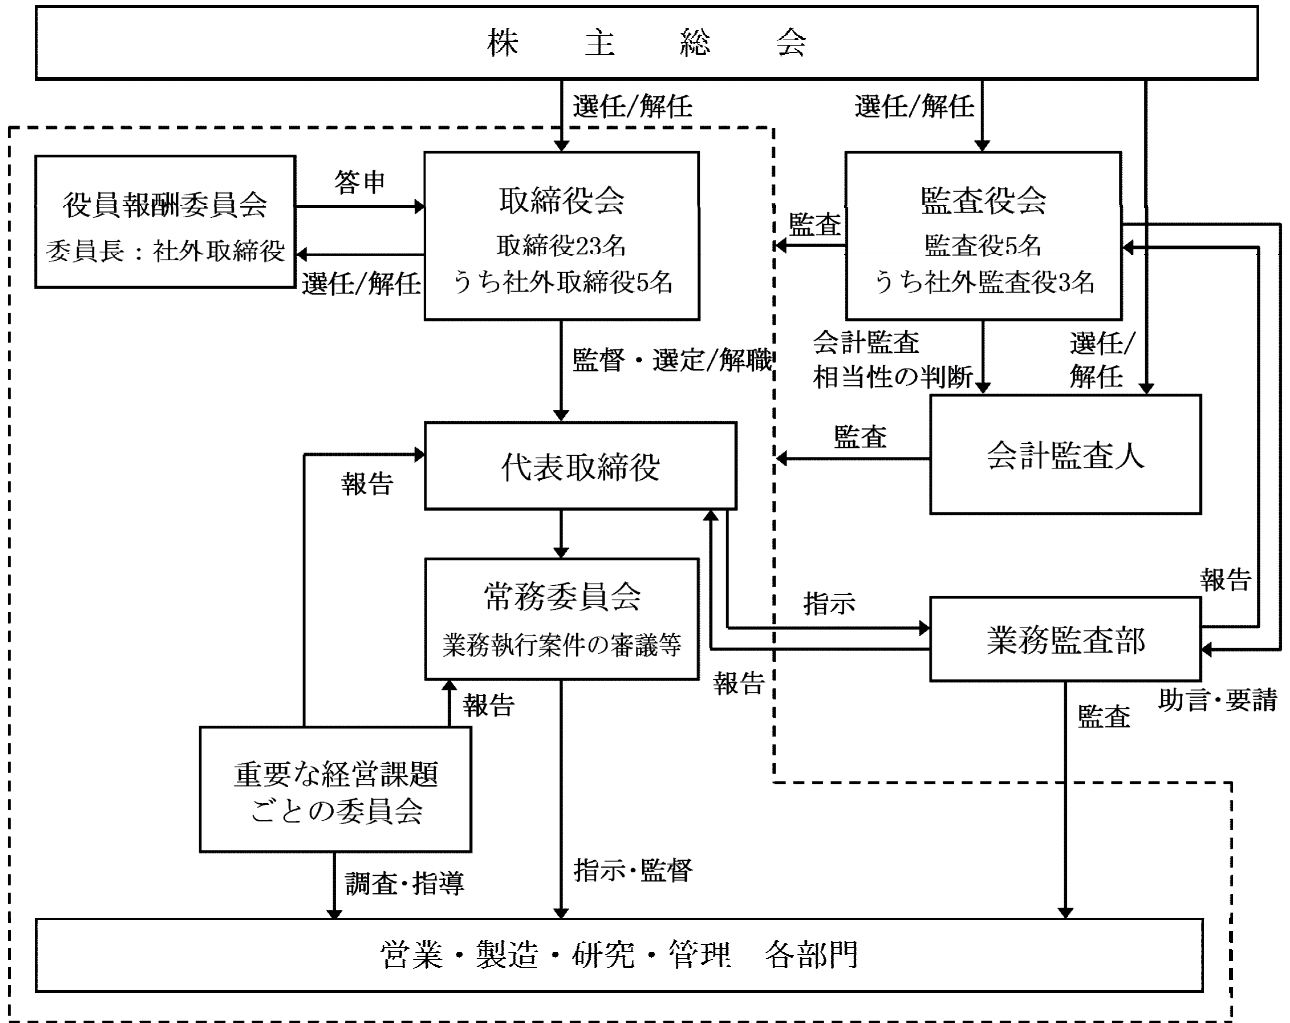 株主総会
選任/解任
選任/解任
役員報酬委員会
委員長：社外取締役
答申
選任/解任
取締役会
取締役23名
うち社外取締役5名
監査
監査役会
監査役5名
うち社外監査役3名
監督・選定/解職
会計監査
相当性の判断
選任/
解任
代表取締役
報告
監査
会計監査人
常務委員会
業務執行案件の審議等
指示
報告
業務監査部
報告
助言・要請
報告
監査
重要な経営課題
ごとの委員会
調査・指導
指示・監督
営業・製造・研究・管理　各部門